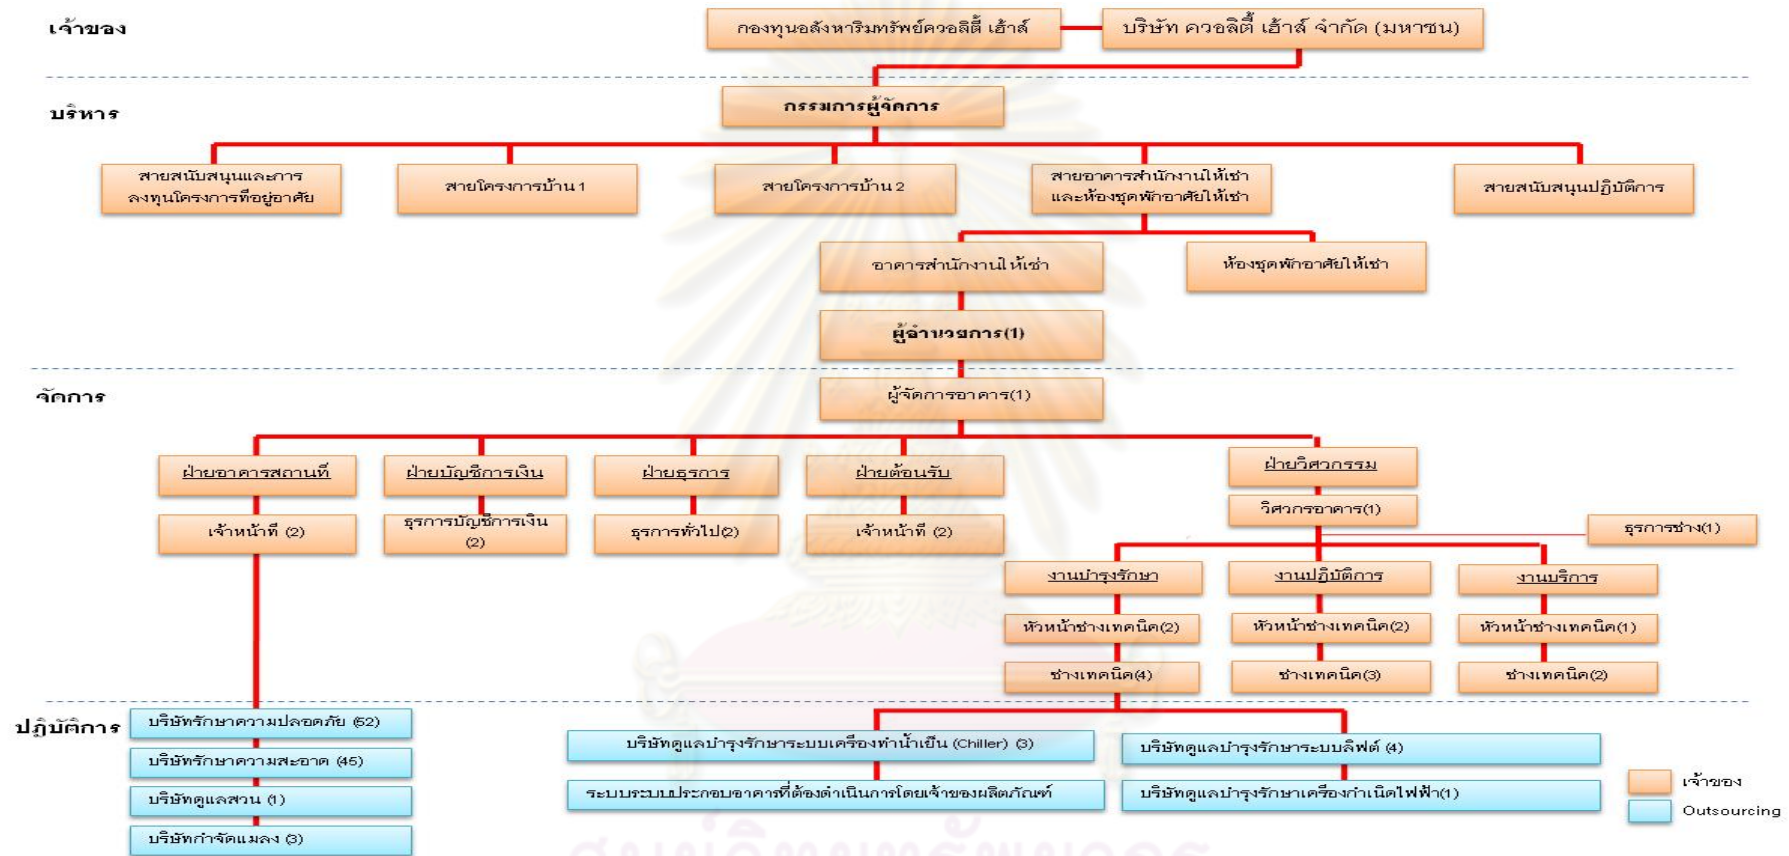 เจ้าของ
กองทุนอสังหาริมทรัพย์ควอลิตี้ เฮ้าส์
บริษัท ควอลิตี้ เฮ้าส์ จำกัด (มหาชน)
บริหาร
กรรมการผู้จัดการ
สายสนับสนุนและการ
ลงทุนโครงการที่อยู่อาศัย
สายโครงการบ้าน 1
สายโครงการบ้าน 2
สายอาคารสำนักงานให้เช่า
และห้องชุดพักอาศัยให้เช่า
สายสนับสนุนปฏิบัติการ
อาคารสำนักงานให้เช่า
ห้องชุดพักอาศัยให้เช่า
ผู้อำนวยการ(1)
จัดการ
ผู้จัดการอาคาร(1)
ฝ่ายอาคารสถานที่
ฝ่ายบัญชีการเงิน
ฝ่ายธุรการ
ฝ่ายต้อนรับ
ฝ่ายวิศวกรรม
เจ้าหน้าที่ (2)
ธุรการบัญชีการเงิน
(2)
ธุรการทั่วไป(2)
เจ้าหน้าที่ (2)
วิศวกรอาคาร(1)
ธุรการช่าง(1)
งานบำรุงรักษา
งานปฏิบัติการ
งานบริการ
หัวหน้าช่างเทคนิค(2)
หัวหน้าช่างเทคนิค(2)
หัวหน้าช่างเทคนิค(1)
ช่างเทคนิค(4)
ช่างเทคนิค(3)
ช่างเทคนิค(2)
ปฏิบัติการ
บริษัทรักษาความปลอดภัย (52)
บริษัทรักษาความสะอาด (45)
บริษัทดูแลสวน (1)
บริษัทกำจัดแมลง (3)
บริษัทดูแลบำรุงรักษาระบบเครื่องทำน้ำเย็น (Chiller) (3)
บริษัทดูแลบำรุงรักษาระบบลิฟต์ (4)
ระบบระบบประกอบอาคารที่ต้องดำเนินการโดยเจ้าของผลิตภัณฑ์
บริษัทดูแลบำรุงรักษาเครื่องกำเนิดไฟฟ้า(1)
เจ้าของ
Outsourcing
ศูนย์วิทยทรัพยากร